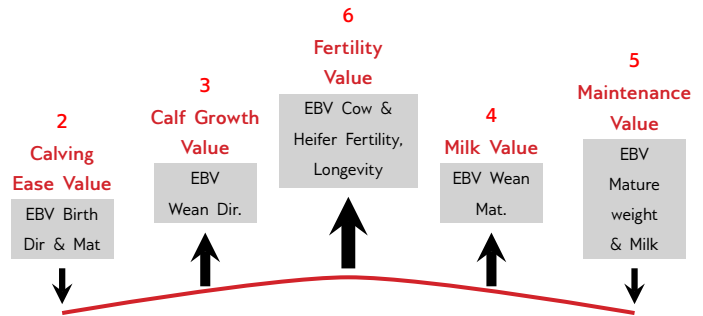 2
Calving
Ease Value
EBV Birth
Dir & Mat
3
Calf Growth
Value
EBV
Wean Dir.
6
Fertility
Value
EBV Cow &
Heifer Fertility,
Longevity
4
Milk Value
EBV Wean
Mat.
5
Maintenance
Value
EBV
Mature
weight
& Milk